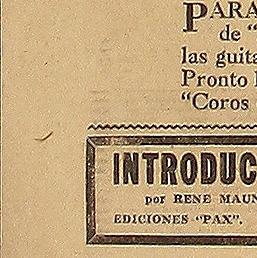 PARA
de “
las guita
Pronto
“Coros
INTRODUC
por RENE MAUN
EDICIONES “PAX”.